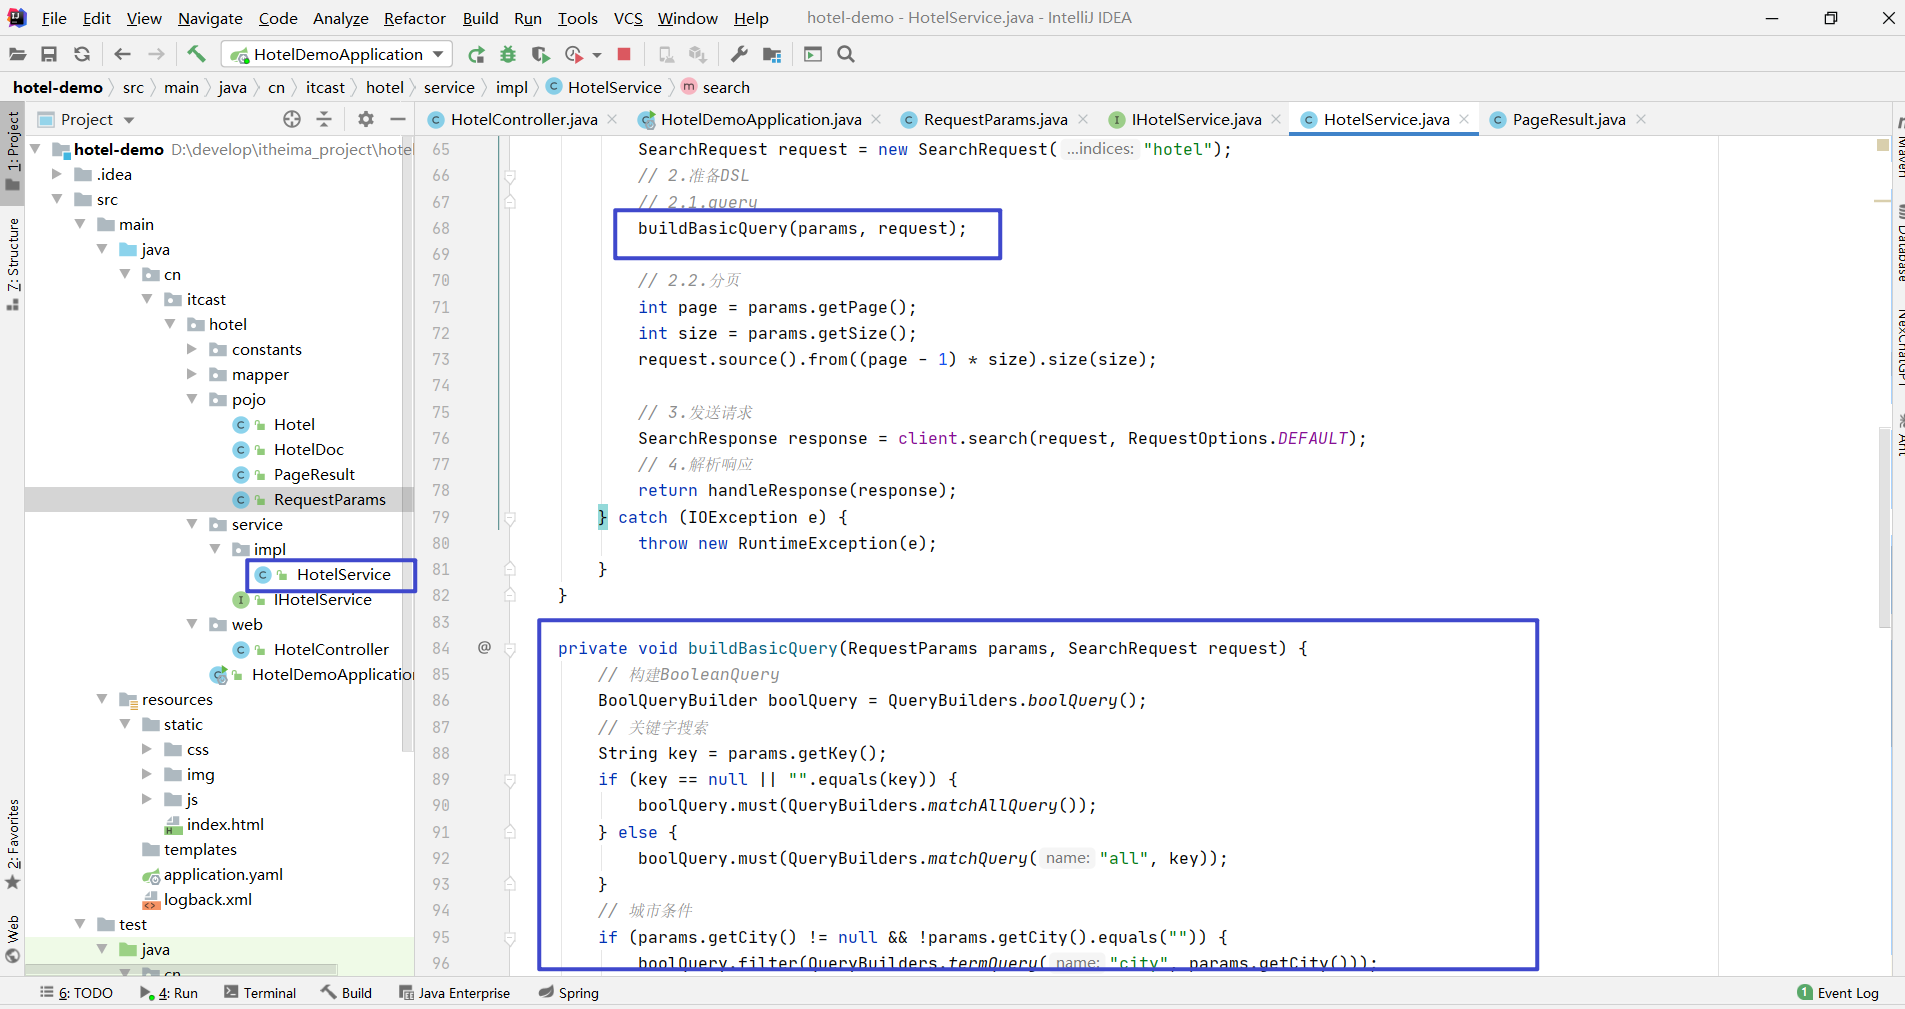 File Edit View Navigate Code Analyze Refactor Build Run Tools VCS Window Help hotel-demo - HotelService.java - IntelliJ IDEA
HotelDemoApplication
hotel-demo src main java cn itcast hotel service impl HotelService search
Project
HotelController.java HotelDemoApplication.java RequestParams.java IHotelService.java HotelService.java PageResult.java
1: Project
7: Structure
2: Favorites
Web
hotel-demo D:\develop\itheima_project\hotel
.idea
src
main
java
cn
itcast
hotel
constants
mapper
pojo
Hotel
HotelDoc
PageResult
RequestParams
service
impl
HotelService
IHotelService
web
HotelController
HotelDemoApplication
resources
static
css
img
js
index.html
templates
application.yaml
logback.xml
test
java
cn
65 SearchRequest request = new SearchRequest( ...indices: "hotel");
66 // 2.准备DSL
67 // 2.1.query
68 buildBasicQuery(params, request);
69
70 // 2.2.分页
71 int page = params.getPage();
72 int size = params.getSize();
73 request.source().from((page - 1) * size).size(size);
74
75 // 3.发送请求
76 SearchResponse response = client.search(request, RequestOptions.DEFAULT);
77 // 4.解析响应
78 return handleResponse(response);
79 } catch (IOException e) {
80 throw new RuntimeException(e);
81 }
82 }
83
84 @ private void buildBasicQuery(RequestParams params, SearchRequest request) {
85 // 构建BooleanQuery
86 BoolQueryBuilder boolQuery = QueryBuilders.boolQuery();
87 // 关键字搜索
88 String key = params.getKey();
89 if (key == null || "".equals(key)) {
90 boolQuery.must(QueryBuilders.matchAllQuery());
91 } else {
92 boolQuery.must(QueryBuilders.matchQuery( name: "all", key));
93 }
94 // 城市条件
95 if (params.getCity() != null && !params.getCity().equals("")) {
96 boolQuery.filter(QueryBuilders.termQuery( name: "city", params.getCity()));
Maven
Database
NexChatGPT
Ant
6: TODO 4: Run Terminal Build Java Enterprise Spring 1 Event Log